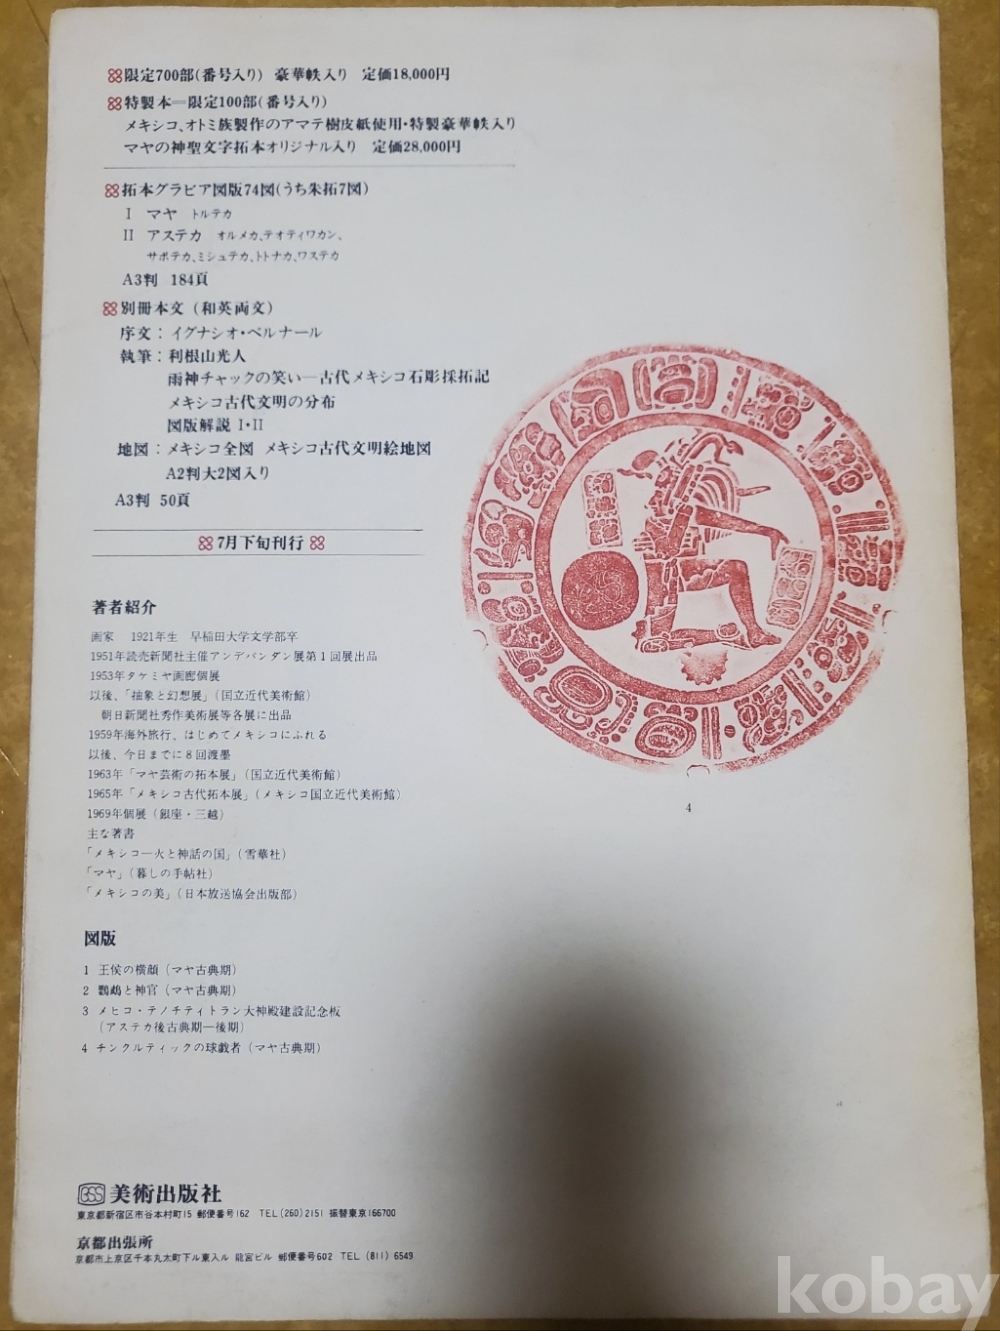 限定700部(番号入り) 豪華帙入り 定価18,000円
特製本=限定100部(番号入り)
メキシコ、オトミ族製作のアマテ樹皮紙使用・特製豪華帙入り
マヤの神聖文字拓本オリジナル入り 定価28,000円
拓本グラビア図版74図(うち朱拓7図)
I マヤ トルテカ
II アステカ オルメカ、テオティワカン、
サポテカ、ミシュテカ、トトナカ、ワステカ
A3判 184頁
別冊本文 (和英両文)
序文：イグナシオ・ベルナール
執筆：利根山光人
雨神チャックの笑い―古代メキシコ石彫採拓記
メキシコ古代文明の分布
図版解説 I・II
地図：メキシコ全図 メキシコ古代文明絵地図
A2判大2図入り
A3判 50頁
7月下旬刊行
著者紹介
画家 1921年生 早稲田大学文学部卒
1951年読売新聞社主催アンデパンダン展第1回展出品
1953年タケミヤ画廊個展
以後、「抽象と幻想展」(国立近代美術館)
朝日新聞社秀作美術展等各展に出品
1959年海外旅行、はじめてメキシコにふれる
以後、今日までに8回渡墨
1963年「マヤ芸術の拓本展」(国立近代美術館)
1965年「メキシコ古代拓本展」(メキシコ国立近代美術館)
1969年個展(銀座・三越)
主な著書
「メキシコ―火と神話の国」(雪華社)
「マヤ」(暮しの手帖社)
「メキシコの美」(日本放送協会出版部)
図版
1 王侯の横顔 (マヤ古典期)
2 鸚鵡と神官 (マヤ古典期)
3 メヒコ・テノチティトラン大神殿建設記念板
(アステカ後古典期―後期)
4 チンクルティックの球戯者 (マヤ古典期)
4
BSS 美術出版社
東京都新宿区市谷本村町15 郵便番号162 TEL(260)2151 振替東京166700
京都出張所
京都市上京区千本丸太町下ル東入ル 龍宮ビル 郵便番号602 TEL (811) 6549
kobay